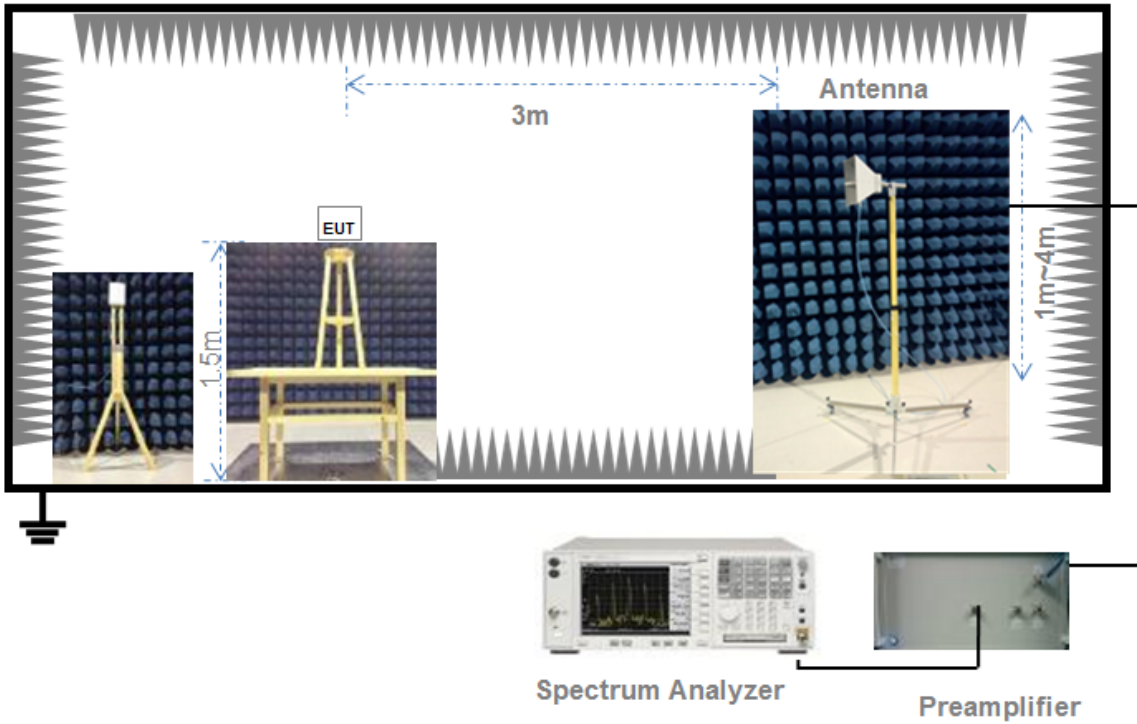 Antenna
3m
EUT
1.5m
1m~4m
Spectrum Analyzer
Preamplifier